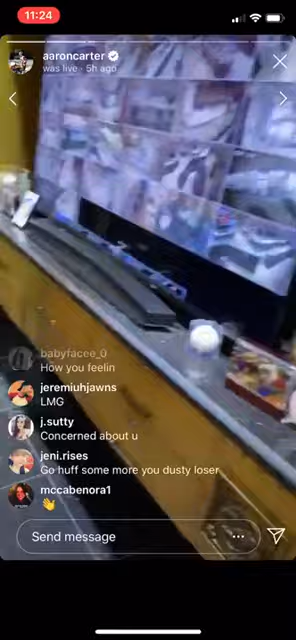 11:24
aaroncarter
was live · 5h ago
babyfacee_0
How you feelin
jeremiuhjawns
LMG
j.sutty
Concerned about u
jeni.rises
Go huff some more you dusty loser
mccabenora1
👋
Send message